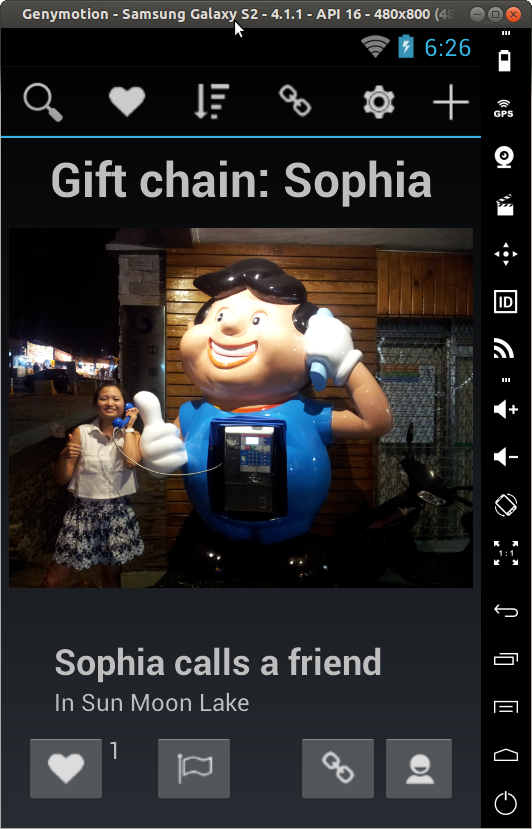 Genymotion - Samsung Galaxy S2 - 4.1.1 - API 16 - 480x800 (48
6:26
GPS
Gift chain: Sophia
ID
1:1
Sophia calls a friend
In Sun Moon Lake
1